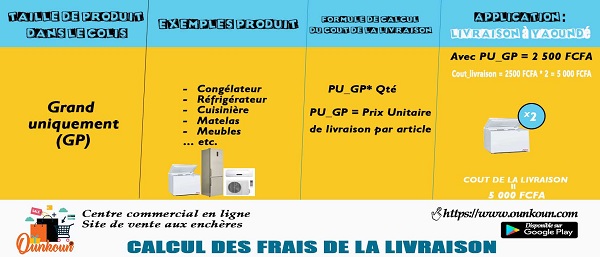 TAILLE DE PRODUIT
DANS LE COLIS
EXEMPLES PRODUIT
FORMULE DE CALCUL
DU COUT DE LA LIVRAISON
APPLICATION :
LIVRAISON À YAOUNDÉ
Grand
uniquement
(GP)
- Congélateur
- Réfrigérateur
- Cuisinière
- Matelas
- Meubles
... etc.
PU_GP* Qté
PU_GP = Prix Unitaire
de livraison par article
Avec PU_GP = 2 500 FCFA
Cout_livraison = 2500 FCFA * 2 = 5 000 FCFA
x2
COUT DE LA LIVRAISON
=
5 000 FCFA
SALE
Ounkoun
Centre commercial en ligne
Site de vente aux enchères
https://www.ounkoun.com
Disponible sur
Google Play
CALCUL DES FRAIS DE LA LIVRAISON